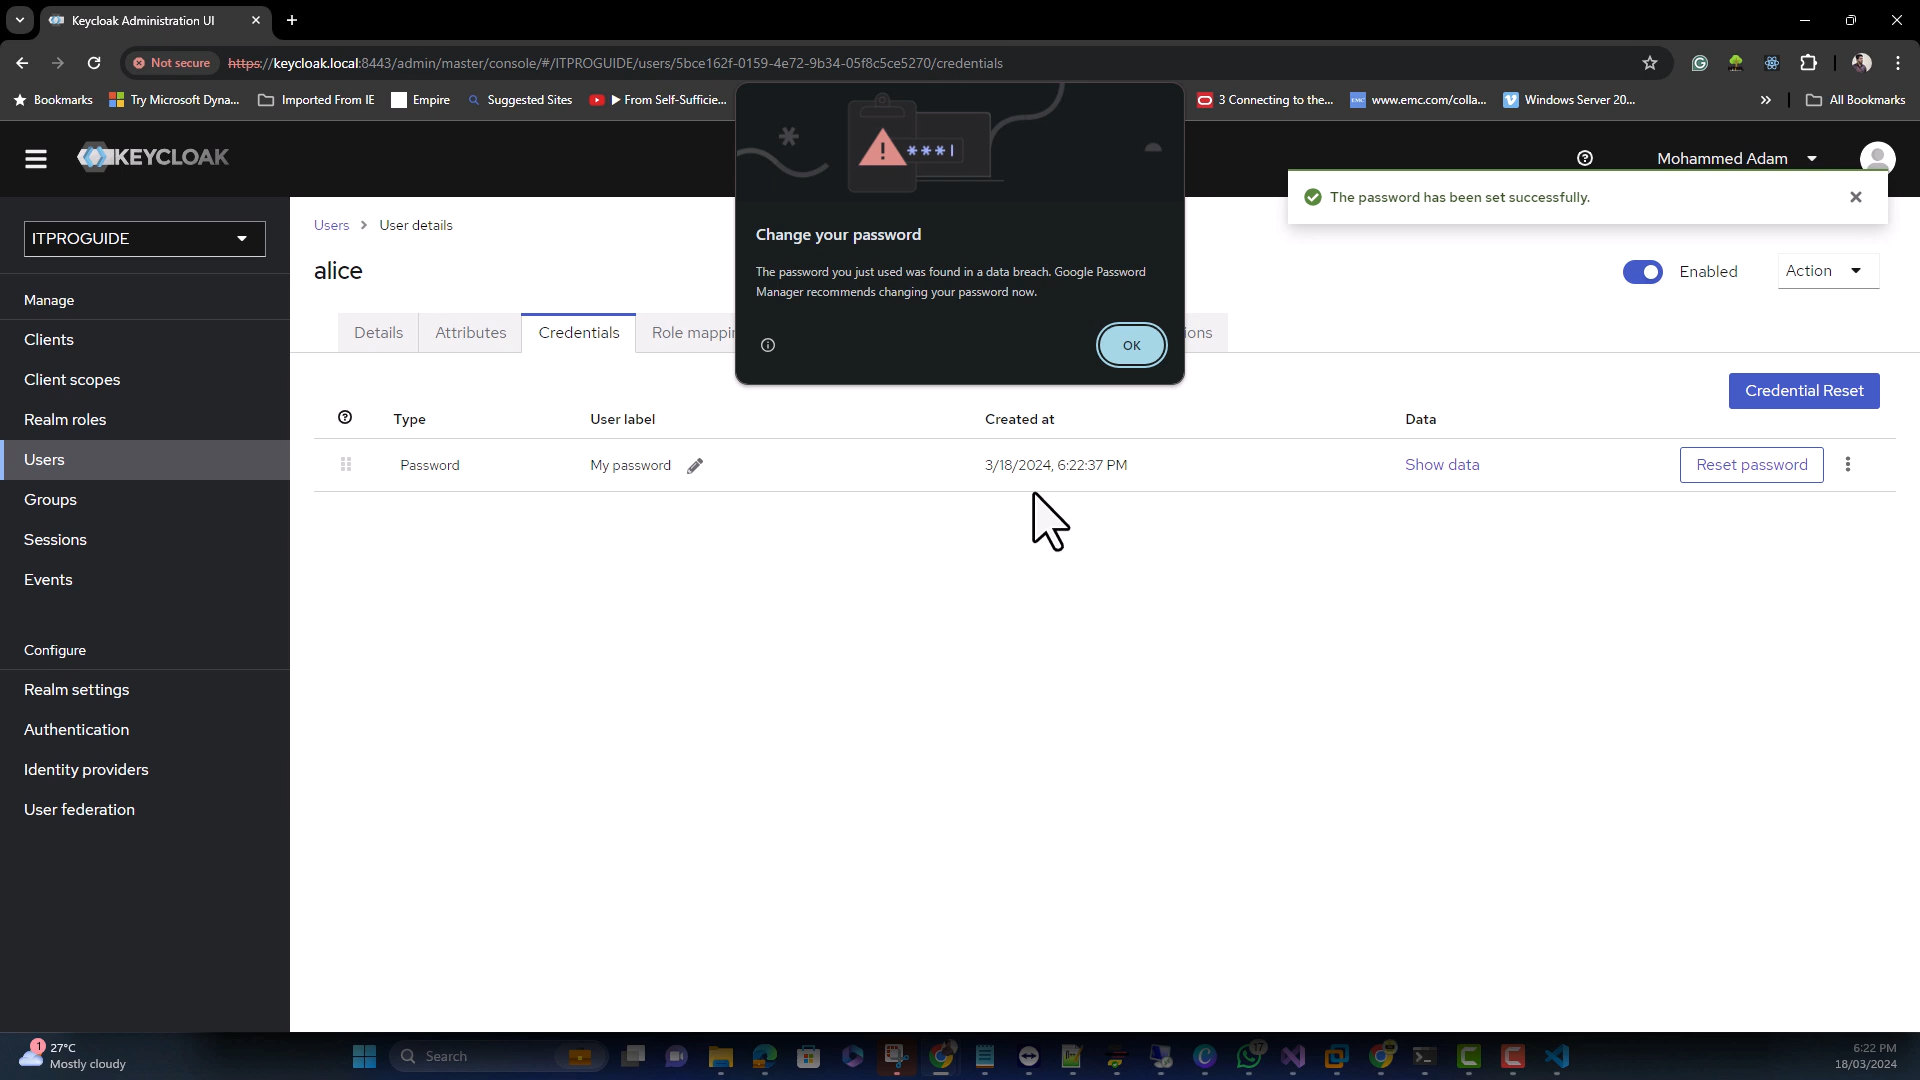 Keycloak Administration UI
Not secure
https://keycloak.local:8443/admin/master/console/#/ITPROGUIDE/users/5bce162f-0159-4e72-9b34-05f8c5ce5270/credentials
Bookmarks
Try Microsoft Dyna...
Imported From IE
Empire
Suggested Sites
► From Self-Sufficie...
3 Connecting to the...
www.emc.com/colla...
Windows Server 20...
»
All Bookmarks
KEYCLOAK
Mohammed Adam
***|
The password has been set successfully.
ITPROGUIDE
Manage
Clients
Client scopes
Realm roles
Users
Groups
Sessions
Events
Configure
Realm settings
Authentication
Identity providers
User federation
Users > User details
alice
Enabled
Action
Change your password
The password you just used was found in a data breach. Google Password
Manager recommends changing your password now.
OK
Details
Attributes
Credentials
Role mappin
ons
Credential Reset
Type
User label
Created at
Data
Password
My password
3/18/2024, 6:22:37 PM
Show data
Reset password
1
27°C
Mostly cloudy
Search
17
6:22 PM
18/03/2024